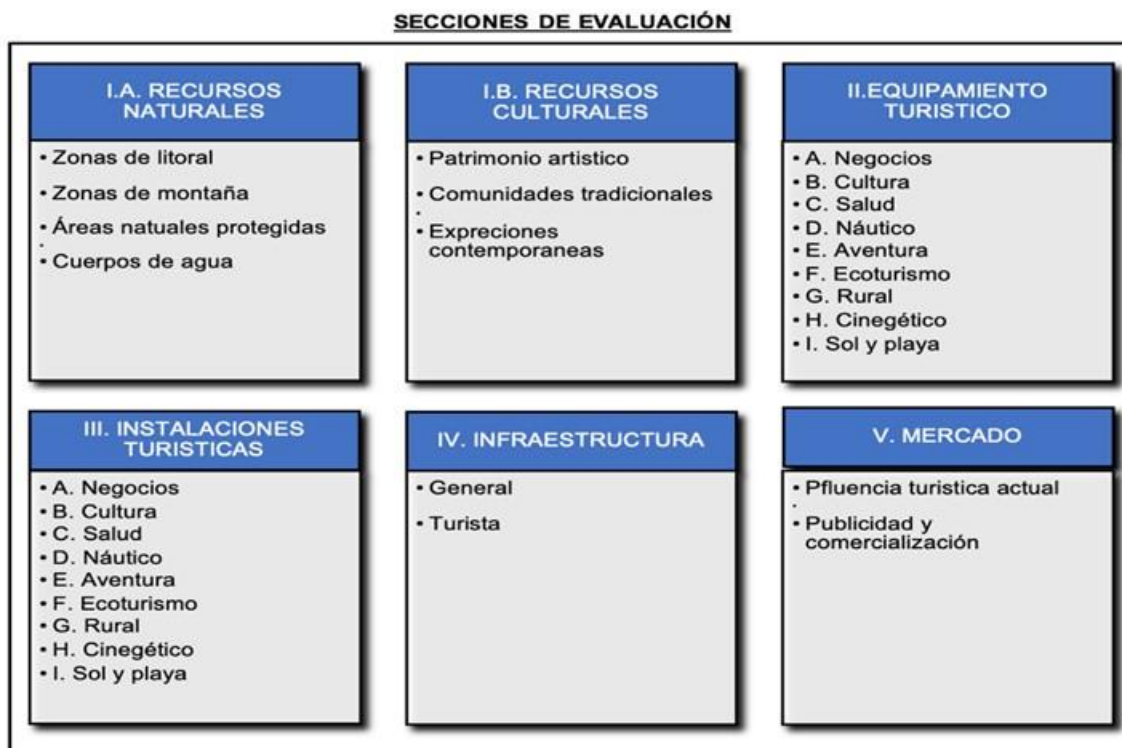 SECCIONES DE EVALUACIÓN
I.A. RECURSOS
NATURALES
• Zonas de litoral
• Zonas de montaña
• Áreas natuales protegidas
•
• Cuerpos de agua
I.B. RECURSOS
CULTURALES
• Patrimonio artistico
• Comunidades tradicionales
•
• Expreciones
contemporaneas
II.EQUIPAMIENTO
TURISTICO
• A. Negocios
• B. Cultura
• C. Salud
• D. Náutico
• E. Aventura
• F. Ecoturismo
• G. Rural
• H. Cinegético
• I. Sol y playa
III. INSTALACIONES
TURISTICAS
• A. Negocios
• B. Cultura
• C. Salud
• D. Náutico
• E. Aventura
• F. Ecoturismo
• G. Rural
• H. Cinegético
• I. Sol y playa
IV. INFRAESTRUCTURA
• General
• Turista
V. MERCADO
• Pfluencia turistica actual
•
• Publicidad y
comercialización